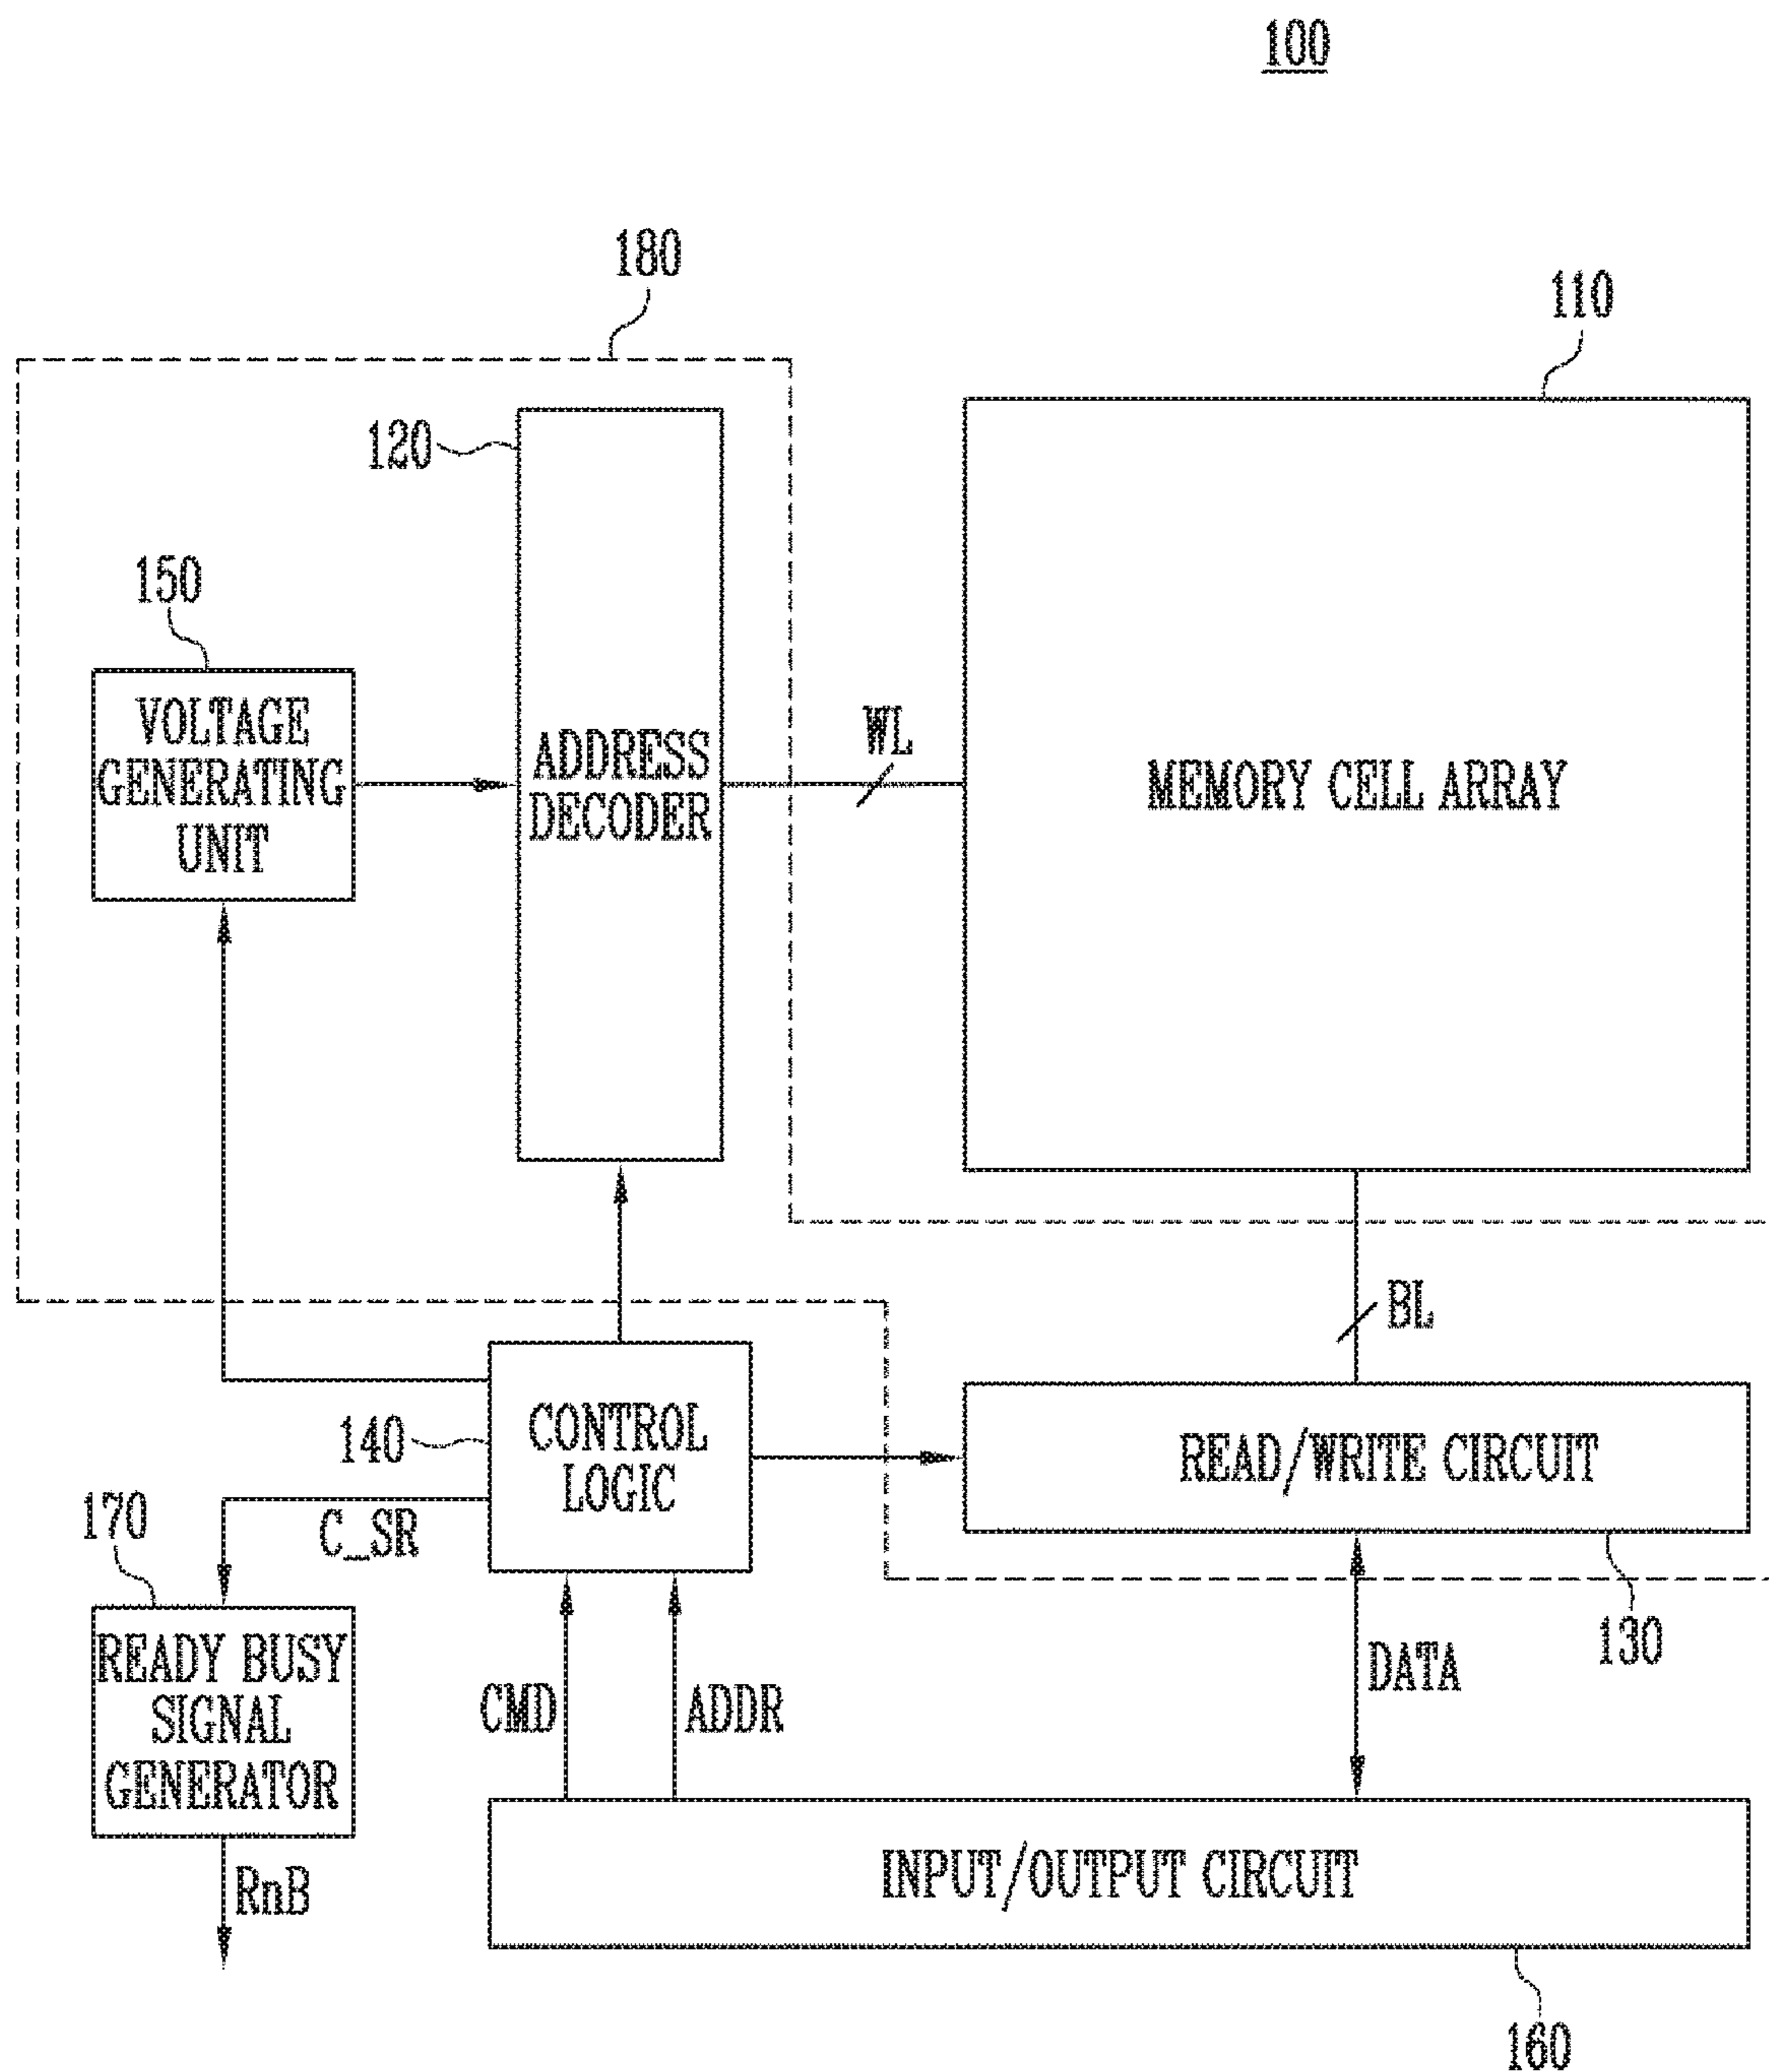 100
180
110
120
150
VOLTAGE
GENERATING
UNIT
ADDRESS
DECODER
WL
MEMORY CELL ARRAY
BL
140
CONTROL
LOGIC
READ/WRITE CIRCUIT
170
C_SR
130
READY BUSY
SIGNAL
GENERATOR
CMD
ADDR
DATA
RnB
INPUT/OUTPUT CIRCUIT
160